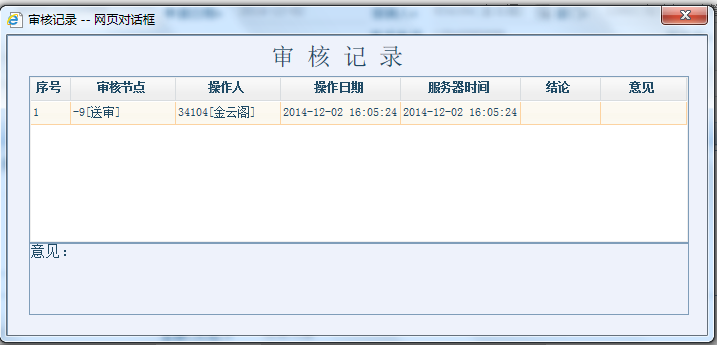 审核记录 -- 网页对话框
审 核 记 录
序号 审核节点 操作人 操作日期 服务器时间 结论 意见
1 -9[送审] 34104[金云阁] 2014-12-02 16:05:24 2014-12-02 16:05:24
意见：